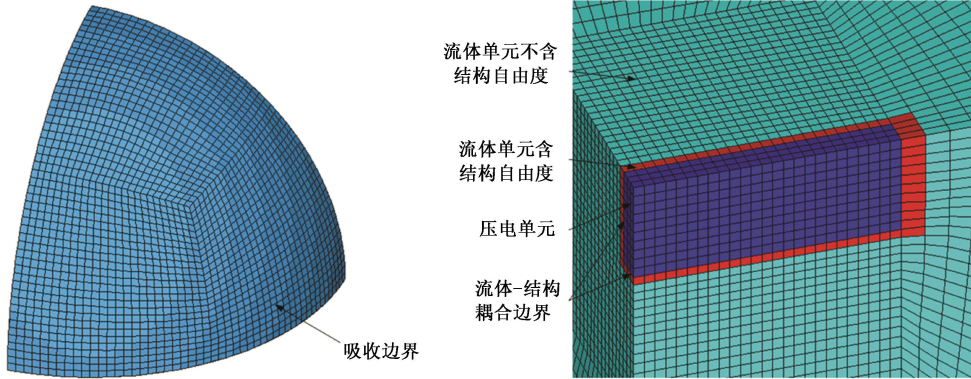 流体单元不含
结构自由度
流体单元含
结构自由度
压电单元
流体-结构
耦合边界
吸收边界